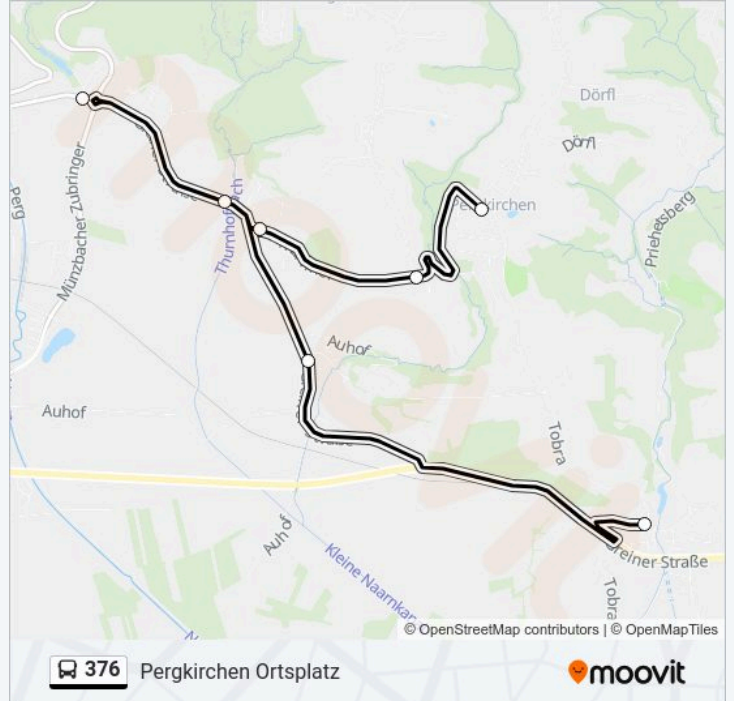 Dörfl
Dörfl
Perg
Münzbacher Zubringer
Pergkirchen
Priehetsberg
Auhof
Auhof
Tobra
Auhof
Kleine Naarn
Greiner Straße
Tobra
© OpenStreetMap contributors | © OpenMapTiles
376 Pergkirchen Ortsplatz
moovit